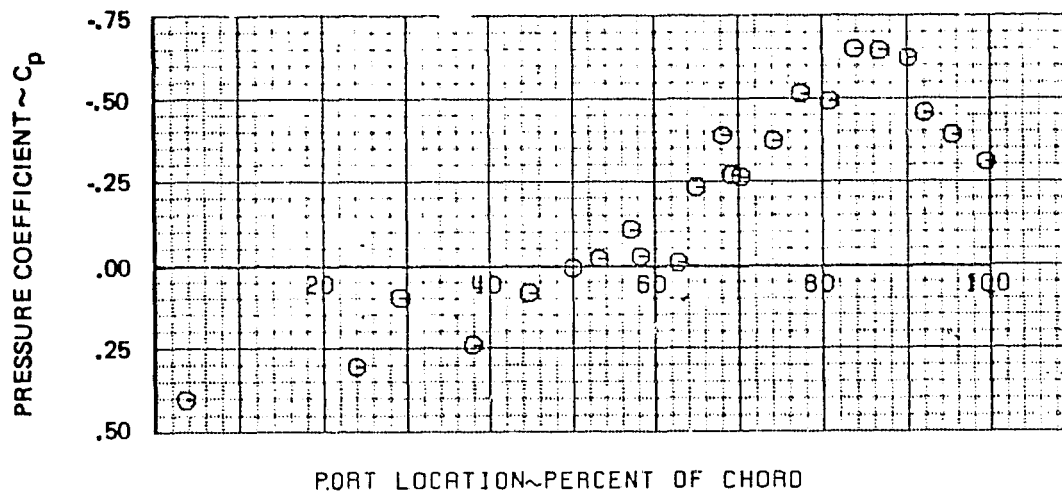 PRESSURE COEFFICIENT~Cp
-.75
-.50
-.25
.00
.25
.50
20 40 60 80 100
PORT LOCATION~PERCENT OF CHORD